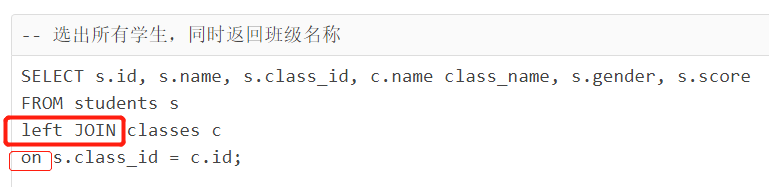 -- 选出所有学生，同时返回班级名称
SELECT s.id, s.name, s.class_id, c.name class_name, s.gender, s.score
FROM students s
left JOIN classes c
on s.class_id = c.id;